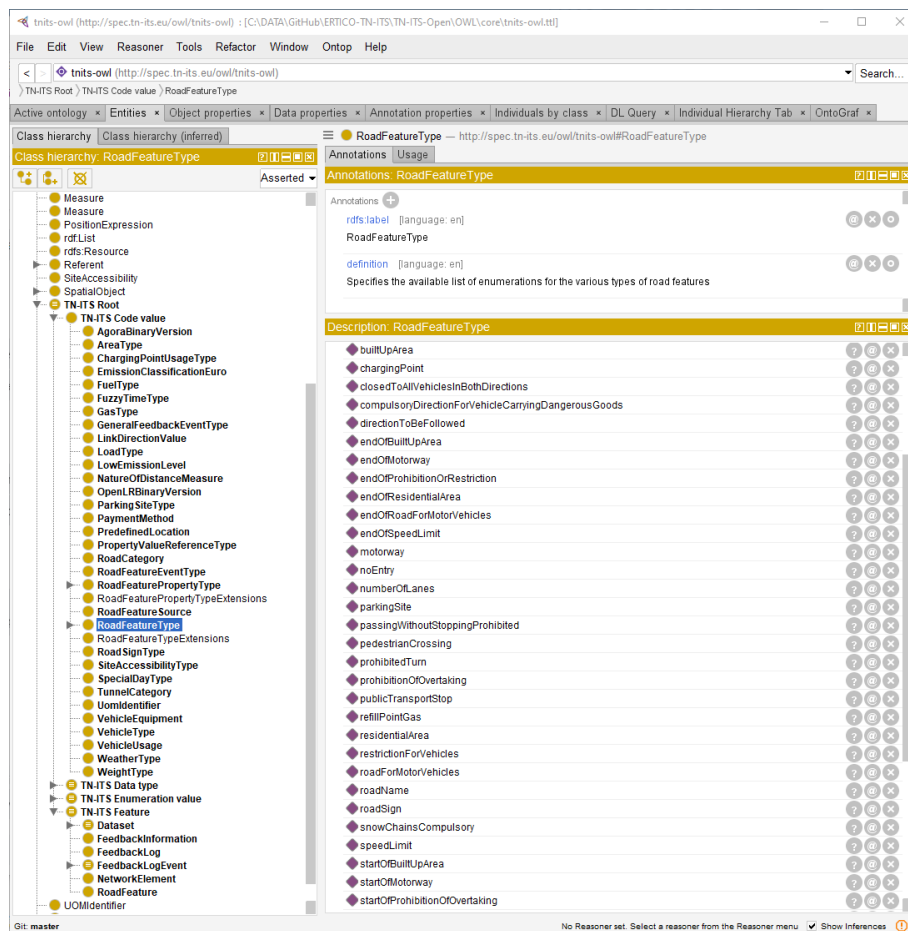 tnits-owl (http://spec.tn-its.eu/owl/tnits-owl) : [C:\DATA\GitHub\ERTICO-TN-ITS\TN-ITS-Open\OWL\core\tnits-owl.ttl]
File Edit View Reasoner Tools Refactor Window Ontop Help
< > tnits-owl (http://spec.tn-its.eu/owl/tnits-owl) Search...
TN-ITS Root TN-ITS Code value RoadFeatureType
Active ontology × Entities × Object properties × Data properties × Annotation properties × Individuals by class × DL Query × Individual Hierarchy Tab × OntoGraf ×
Class hierarchy Class hierarchy (inferred)
Class hierarchy: RoadFeatureType
Asserted
Measure
Measure
PositionExpression
rdf:List
rdfs:Resource
Referent
SiteAccessibility
SpatialObject
TN-ITS Root
TN-ITS Code value
AgoraBinaryVersion
AreaType
ChargingPointUsageType
EmissionClassificationEuro
FuelType
FuzzyTimeType
GasType
GeneralFeedbackEventType
LinkDirectionValue
LoadType
LowEmissionLevel
NatureOfDistanceMeasure
OpenLRBinaryVersion
ParkingSiteType
PaymentMethod
PredefinedLocation
PropertyValueReferenceType
RoadCategory
RoadFeatureEventType
RoadFeaturePropertyType
RoadFeaturePropertyTypeExtensions
RoadFeatureSource
RoadFeatureType
RoadFeatureTypeExtensions
RoadSignType
SiteAccessibilityType
SpecialDayType
TunnelCategory
UomIdentifier
VehicleEquipment
VehicleType
VehicleUsage
WeatherType
WeightType
TN-ITS Data type
TN-ITS Enumeration value
TN-ITS Feature
Dataset
FeedbackInformation
FeedbackLog
FeedbackLogEvent
NetworkElement
RoadFeature
UOMIdentifier
RoadFeatureType — http://spec.tn-its.eu/owl/tnits-owl#RoadFeatureType
Annotations Usage
Annotations: RoadFeatureType
Annotations
rdfs:label [language: en]
RoadFeatureType
definition [language: en]
Specifies the available list of enumerations for the various types of road features
Description: RoadFeatureType
builtUpArea
chargingPoint
closedToAllVehiclesInBothDirections
compulsoryDirectionForVehicleCarryingDangerousGoods
directionToBeFollowed
endOfBuiltUpArea
endOfMotorway
endOfProhibitionOrRestriction
endOfResidentialArea
endOfRoadForMotorVehicles
endOfSpeedLimit
motorway
noEntry
numberOfLanes
parkingSite
passingWithoutStoppingProhibited
pedestrianCrossing
prohibitedTurn
prohibitionOfOvertaking
publicTransportStop
refillPointGas
residentialArea
restrictionForVehicles
roadForMotorVehicles
roadName
roadSign
snowChainsCompulsory
speedLimit
startOfBuiltUpArea
startOfMotorway
startOfProhibitionOfOvertaking
Git: master
No Reasoner set. Select a reasoner from the Reasoner menu Show Inferences